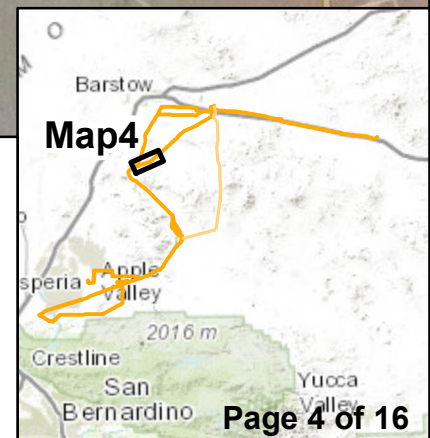 M O
Barstow
Map4
speria
Apple
Valley
2016 m
Crestline
San
Bernardino
Yucca
Valley
Page 4 of 16